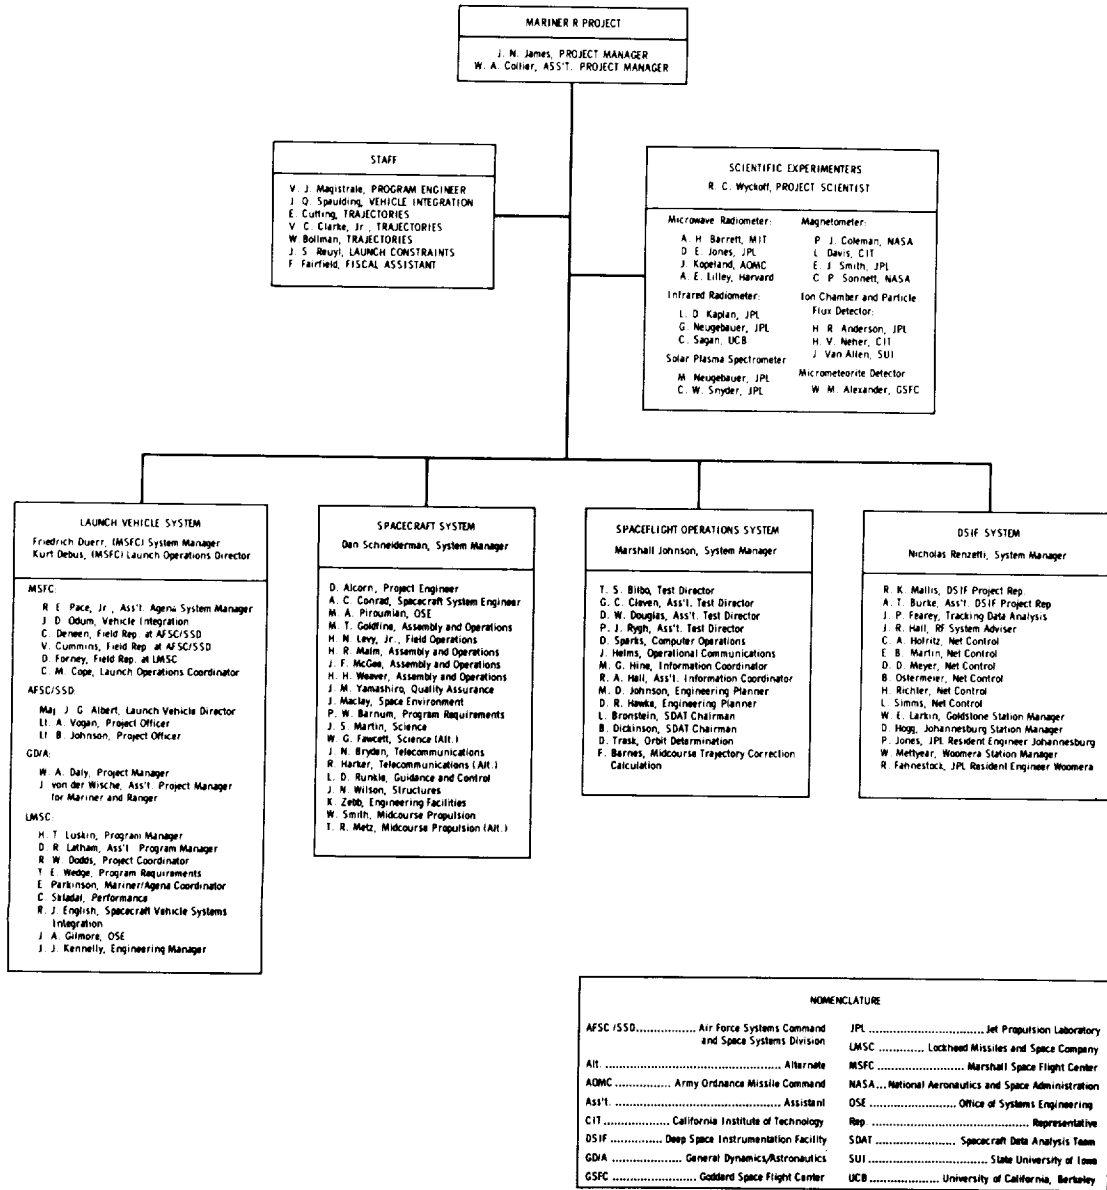 MARINER R PROJECT
J. N. James, PROJECT MANAGER
W. A. Collier, ASS'T. PROJECT MANAGER
STAFF
V. J. Magistrale, PROGRAM ENGINEER
J. Q. Spaulding, VEHICLE INTEGRATION
E. Cutting, TRAJECTORIES
V. C. Clarke, Jr., TRAJECTORIES
W. Bollman, TRAJECTORIES
J. S. Reuyl, LAUNCH CONSTRAINTS
F. Fairfield, FISCAL ASSISTANT
SCIENTIFIC EXPERIMENTERS
R. C. Wyckoff, PROJECT SCIENTIST
Microwave Radiometer:
A. H. Barrett, MIT
D. E. Jones, JPL
J. Kopeland, AOMC
A. E. Lilley, Harvard
Infrared Radiometer:
L. D. Kaplan, JPL
G. Neugebauer, JPL
C. Sagan, UCB
Solar Plasma Spectrometer
M. Neugebauer, JPL
C. W. Snyder, JPL
Magnetometer:
P. J. Coleman, NASA
L. Davis, CIT
E. J. Smith, JPL
C. P. Sonnett, NASA
Ion Chamber and Particle
Flux Detector:
H. R. Anderson, JPL
H. V. Neher, CIT
J. Van Allen, SUI
Micrometeorite Detector
W. M. Alexander, GSFC
LAUNCH VEHICLE SYSTEM
Friedrich Duerr, (MSFC) System Manager
Kurt Debus, (MSFC) Launch Operations Director
MSFC:
R. E. Pace, Jr., Ass't. Agena System Manager
J. D. Odum, Vehicle Integration
C. Deneen, Field Rep. at AFSC/SSD
V. Cummins, Field Rep. at AFSC/SSD
D. Forney, Field Rep. at LMSC
C. M. Cope, Launch Operations Coordinator
AFSC/SSD:
Maj. J. G. Albert, Launch Vehicle Director
Lt. A. Vogan, Project Officer
Lt. B. Johnson, Project Officer
GD/A:
W. A. Daly, Project Manager
J. von der Wische, Ass't. Project Manager
for Mariner and Ranger
LMSC:
H. T. Luskin, Program Manager
D. R. Latham, Ass't. Program Manager
R. W. Dodds, Project Coordinator
T. E. Wedge, Program Requirements
E. Parkinson, Mariner/Agena Coordinator
C. Skladal, Performance
R. J. English, Spacecraft Vehicle Systems
Integration
J. A. Gilmore, OSE
J. J. Kennelly, Engineering Manager
SPACECRAFT SYSTEM
Dan Schneiderman, System Manager
D. Alcorn, Project Engineer
A. C. Conrad, Spacecraft System Engineer
M. A. Piroumian, OSE
M. T. Goldfine, Assembly and Operations
H. N. Levy, Jr., Field Operations
H. R. Malm, Assembly and Operations
J. F. McGee, Assembly and Operations
H. H. Weaver, Assembly and Operations
J. M. Yamashiro, Quality Assurance
J. Maclay, Space Environment
P. W. Barnum, Program Requirements
J. S. Martin, Science
W. G. Fawcett, Science (Alt.)
J. N. Bryden, Telecommunications
R. Harker, Telecommunications (Alt.)
L. D. Runkle, Guidance and Control
J. N. Wilson, Structures
K. Zebb, Engineering Facilities
W. Smith, Midcourse Propulsion
T. R. Metz, Midcourse Propulsion (Alt.)
SPACEFLIGHT OPERATIONS SYSTEM
Marshall Johnson, System Manager
T. S. Bilbo, Test Director
G. C. Cleven, Ass't. Test Director
D. W. Douglas, Ass't. Test Director
P. J. Rygh, Ass't. Test Director
D. Sparks, Computer Operations
J. Helms, Operational Communications
M. G. Hine, Information Coordinator
R. A. Hall, Ass't. Information Coordinator
M. D. Johnson, Engineering Planner
D. R. Hawke, Engineering Planner
L. Bronstein, SDAT Chairman
B. Dickinson, SDAT Chairman
D. Trask, Orbit Determination
F. Barnes, Midcourse Trajectory Correction
Calculation
DSIF SYSTEM
Nicholas Renzetti, System Manager
R. K. Mallis, DSIF Project Rep.
A. T. Burke, Ass't. DSIF Project Rep
J. P. Fearey, Tracking Data Analysis
J. R. Hall, RF System Adviser
C. A. Holritz, Net Control
E. B. Martin, Net Control
D. D. Meyer, Net Control
B. Ostermeier, Net Control
H. Richler, Net Control
L. Simms, Net Control
W. E. Larkin, Goldstone Station Manager
D. Hogg, Johannesburg Station Manager
P. Jones, JPL Resident Engineer Johannesburg
W. Mettyear, Woomera Station Manager
R. Fahnestock, JPL Resident Engineer Woomera
NOMENCLATURE
AFSC/SSD............... Air Force Systems Command
and Space Systems Division
Alt. .............................................. Alternate
AOMC ............ Army Ordnance Missile Command
Ass't. .......................................... Assistant
CIT .............. California Institute of Technology
DSIF ........ Deep Space Instrumentation Facility
GD/A ............. General Dynamics/Astronautics
GSFC .................. Goddard Space Flight Center
JPL ............................ Jet Propulsion Laboratory
LMSC ............ Lockheed Missiles and Space Company
MSFC ....................... Marshall Space Flight Center
NASA... National Aeronautics and Space Administration
OSE ..................... Office of Systems Engineering
Rep ........................................ Representative
SDAT .................. Spacecraft Data Analysis Team
SUI ............................ State University of Iowa
UCB .................... University of California, Berkeley